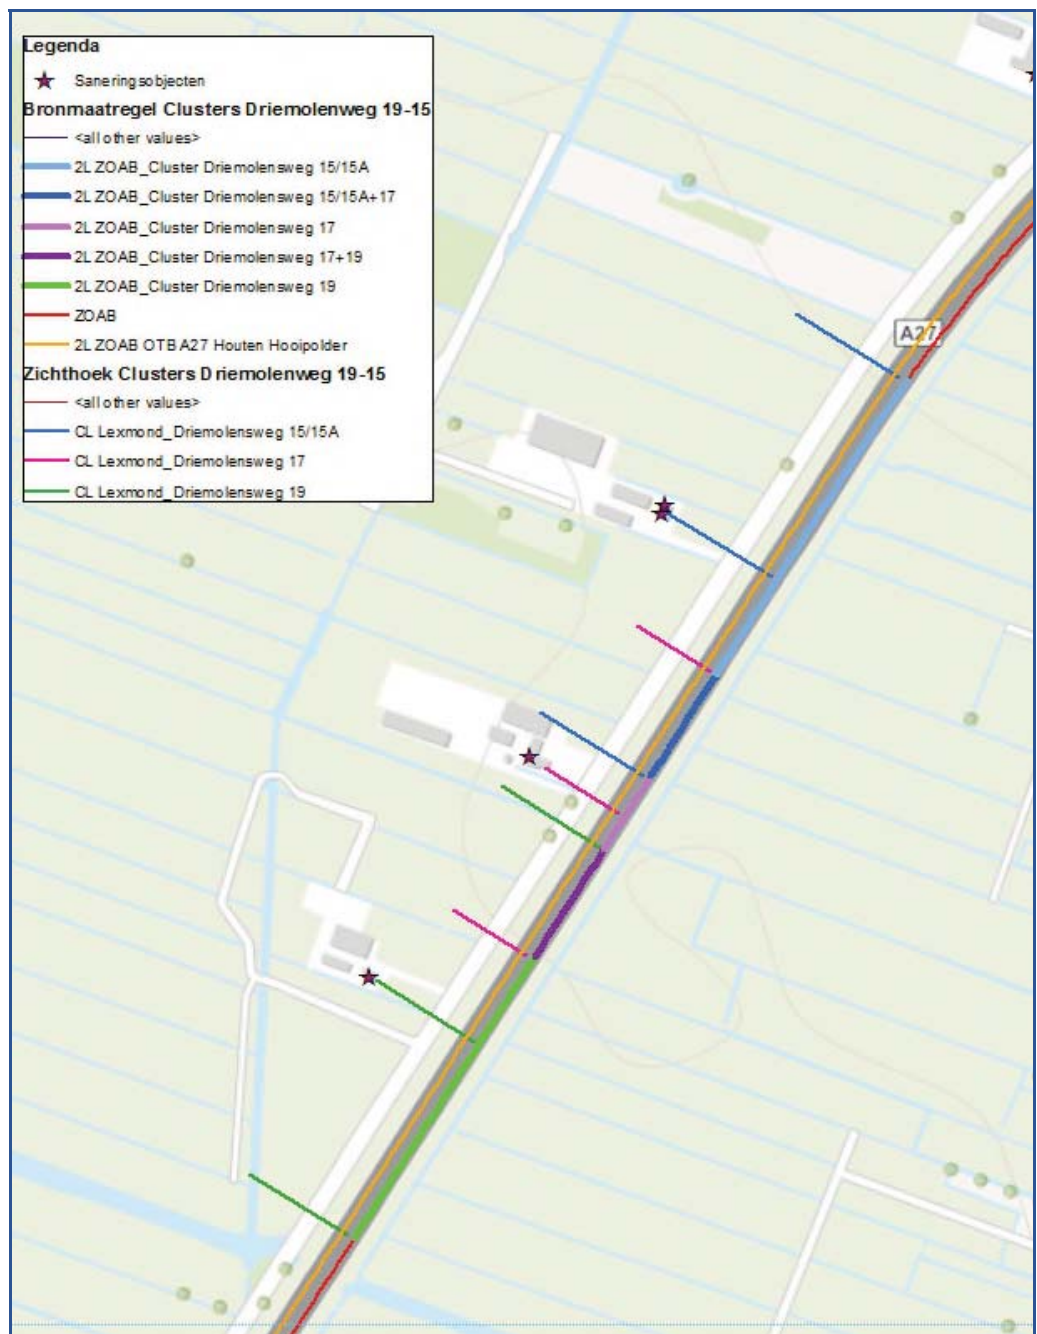 Legenda
Saneringsobjecten
Bronmaatregel Clusters Driemolenweg 19-15
<all other values>
2L ZOAB_Cluster Driemolensweg 15/15A
2L ZOAB_Cluster Driemolensweg 15/15A+17
2L ZOAB_Cluster Driemolensweg 17
2L ZOAB_Cluster Driemolensweg 17+19
2L ZOAB_Cluster Driemolensweg 19
ZOAB
2L ZOAB OTB A27 Houten Hooipolder
Zichthoek Clusters Driemolenweg 19-15
<all other values>
CL Lexmond_Driemolensweg 15/15A
CL Lexmond_Driemolensweg 17
CL Lexmond_Driemolensweg 19
A27